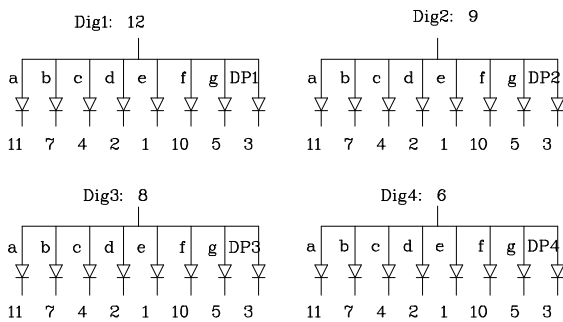 Dig1: 12
Dig2: 9
a b c d e f g DP1
a b c d e f g DP2
11 7 4 2 1 10 5 3
11 7 4 2 1 10 5 3
Dig3: 8
Dig4: 6
a b c d e f g DP3
a b c d e f g DP4
11 7 4 2 1 10 5 3
11 7 4 2 1 10 5 3